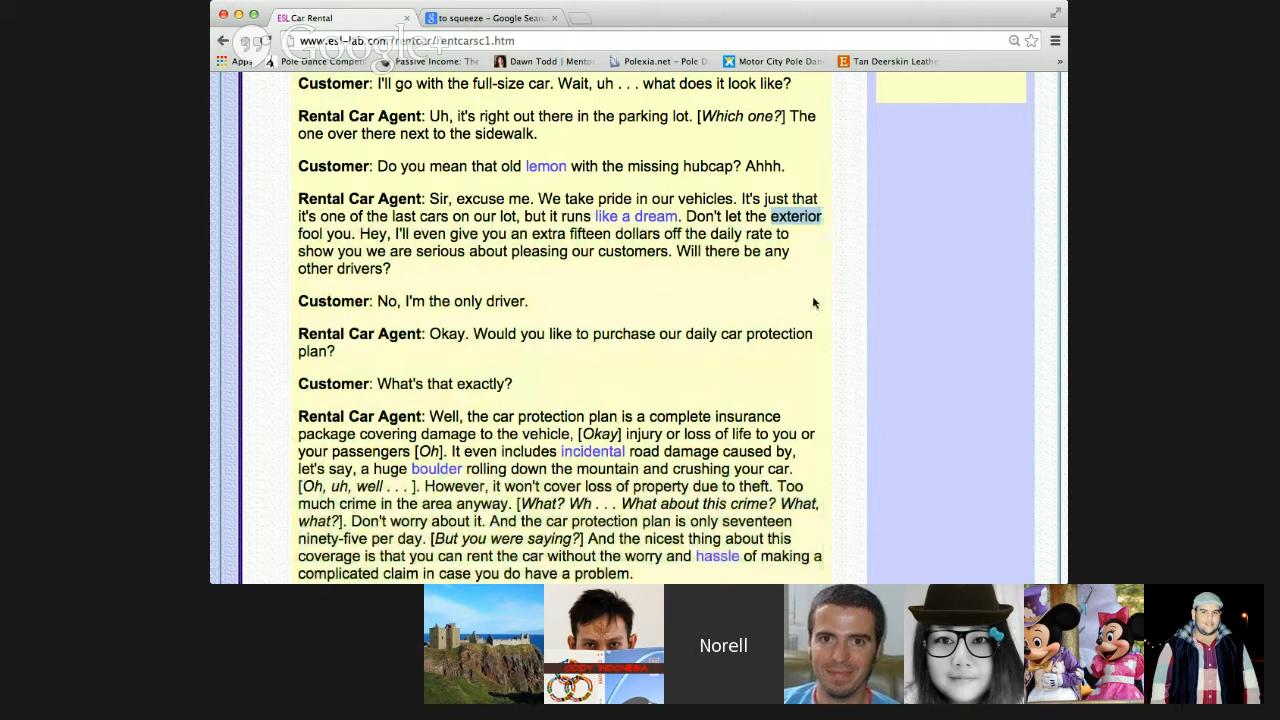 ESL Car Rental
to squeeze – Google Sear
Google+
www.esl-lab.com/rentcar/rentcarsc1.htm
Apps Pole Dance Compet Passive Income: The Dawn Todd | Mentor Polexia.net – Pole D Motor City Pole Dan Tan Deerskin Leathe »
Customer: I'll go with the full-size car. Wait, uh . . . what does it look like?
Rental Car Agent: Uh, it's right out there in the parking lot. [Which one?] The
one over there next to the sidewalk.
Customer: Do you mean the old lemon with the missing hubcap? Ahhh.
Rental Car Agent: Sir, excuse me. We take pride in our vehicles. It's just that
it's one of the last cars on our lot, but it runs like a dream. Don't let the exterior
fool you. Hey, I'll even give you an extra fifteen dollars off the daily rate to
show you we are serious about pleasing our customers. Will there be any
other drivers?
Customer: No, I'm the only driver.
Rental Car Agent: Okay. Would you like to purchase our daily car protection
plan?
Customer: What's that exactly?
Rental Car Agent: Well, the car protection plan is a complete insurance
package covering damage to the vehicle, [Okay] injury or loss of life to you or
your passengers [Oh]. It even includes incidental road damage caused by,
let's say, a huge boulder rolling down the mountain and crushing your car.
[Oh, uh, well . . . ]. However, it won't cover loss of property due to theft. Too
much crime in the area anyway. [What? Wh . . . What about this crime? What,
what?]. Don't worry about it. And the car protection plan is only seventeen
ninety-five per day. [But you were saying?] And the nicest thing about this
coverage is that you can rent the car without the worry and hassle of making a
complicated claim in case you do have a problem.
Norell
ODDY INDONESIA